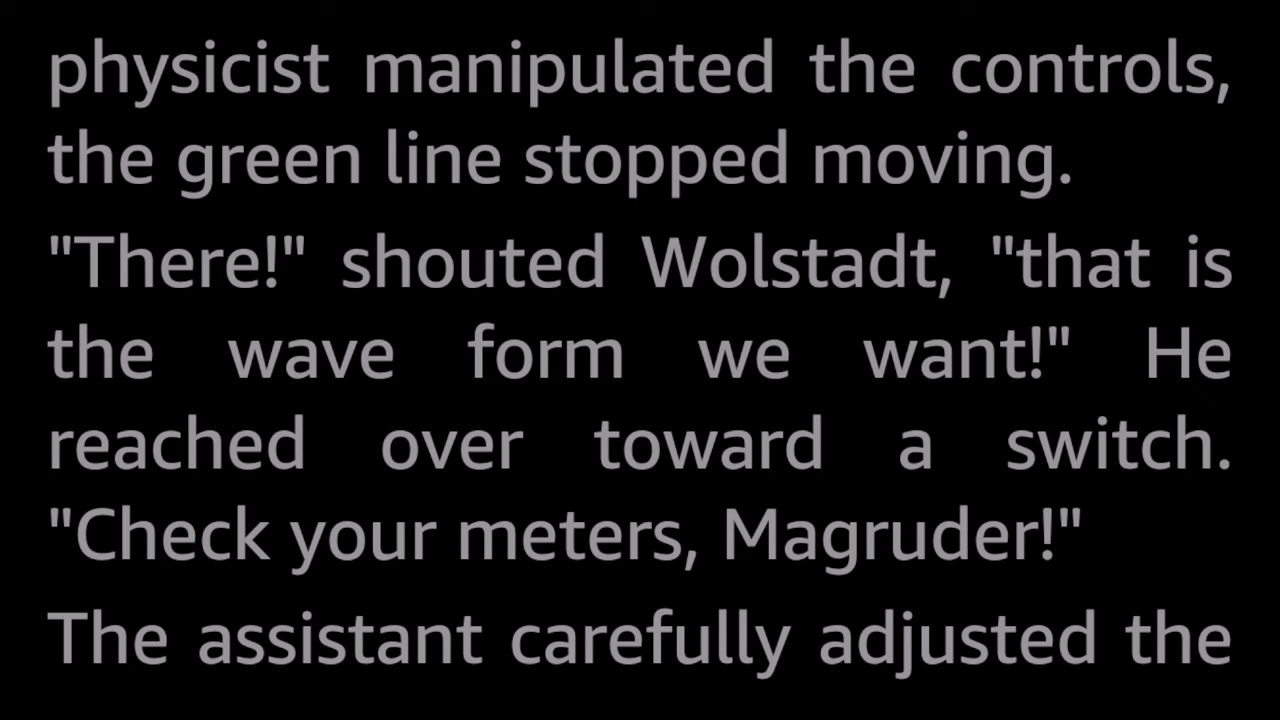 physicist manipulated the controls,
the green line stopped moving.
"There!" shouted Wolstadt, "that is
the wave form we want!" He
reached over toward a switch.
"Check your meters, Magruder!"
The assistant carefully adjusted the